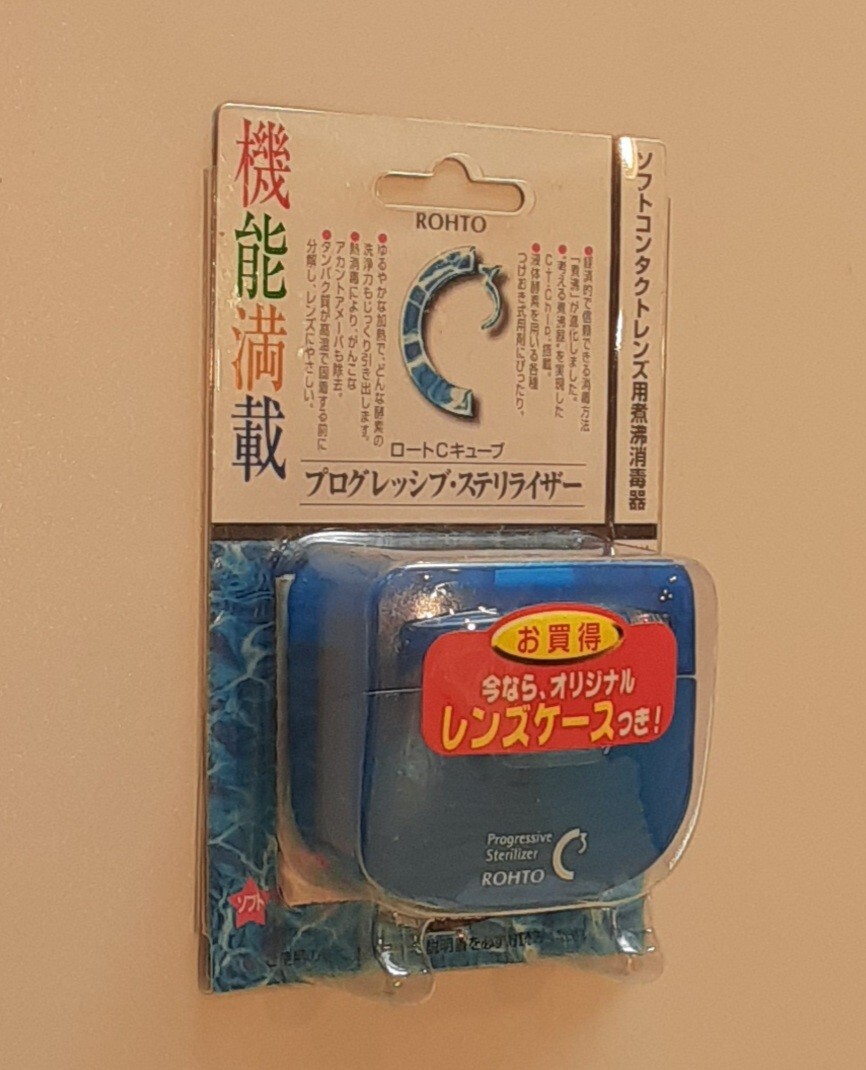 機能満載
ROHTO
ソフトコンタクトレンズ用煮沸消毒器
●経済的で信頼できる消毒方法
「煮沸」が進化しました。
●"考える煮沸器"を実現した
C+i-Chip.搭載。
●液体酵素を用いる各種
つけおき式用剤にぴったり。
●ゆるやかな加熱で、どんな酵素の
洗浄力もじっくり引き出します。
●熱消毒により、がんこな
アカントアメーバも除去。
●タンパク質が高温で固着する前に
分解し、レンズにやさしい。
ロートCキューブ
プログレッシブ・ステリライザー
お買得
今なら、オリジナル
レンズケースつき!
Progressive
Sterilizer
C3
ROHTO
ソフト
説明書を必ず